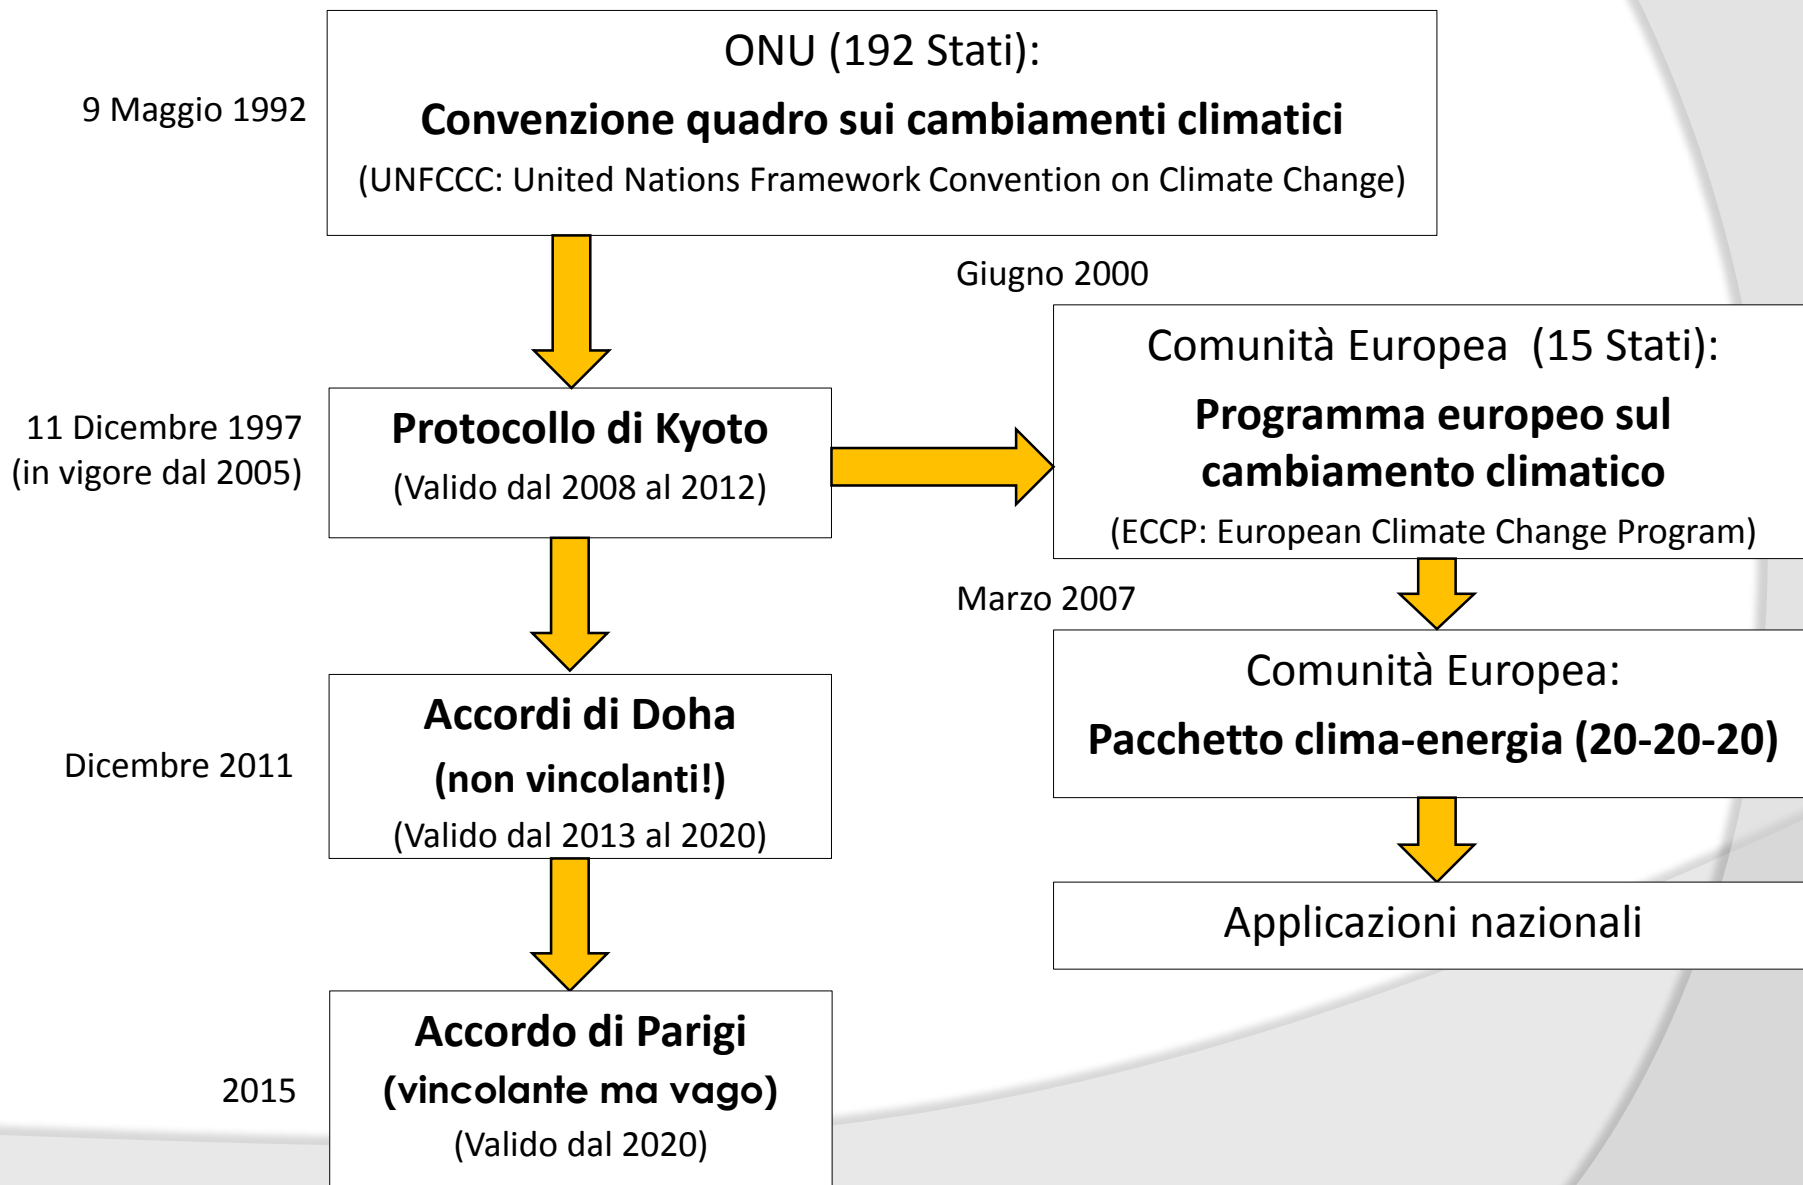 ONU (192 Stati):
9 Maggio 1992
Convenzione quadro sui cambiamenti climatici
(UNFCCC: United Nations Framework Convention on Climate Change)
Giugno 2000
Comunità Europea (15 Stati):
Programma europeo sul
cambiamento climatico
(ECCP: European Climate Change Program)
11 Dicembre 1997
(in vigore dal 2005)
Protocollo di Kyoto
(Valido dal 2008 al 2012)
Marzo 2007
Comunità Europea:
Pacchetto clima-energia (20-20-20)
Dicembre 2011
Accordi di Doha
(non vincolanti!)
(Valido dal 2013 al 2020)
Applicazioni nazionali
2015
Accordo di Parigi
(vincolante ma vago)
(Valido dal 2020)